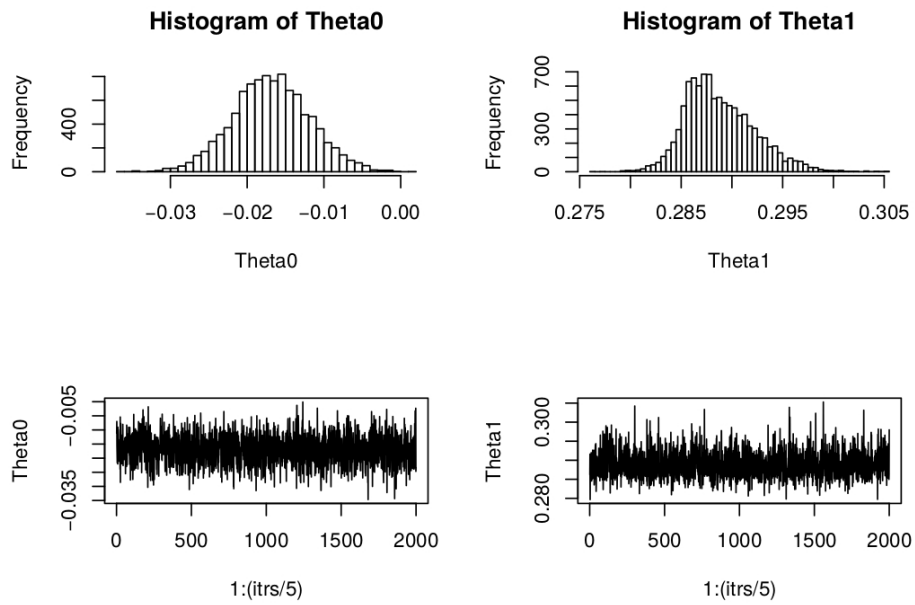 Histogram of Theta0
Histogram of Theta1
Frequency
0 400
−0.03 −0.02 −0.01 0.00
Theta0
Frequency
0 300 700
0.275 0.285 0.295 0.305
Theta1
Theta0
−0.035 −0.005
0 500 1000 1500 2000
1:(itrs/5)
Theta1
0.280 0.300
0 500 1000 1500 2000
1:(itrs/5)